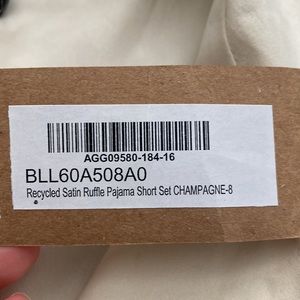 AGG09580-184-16
BLL60A508A0
Recycled Satin Ruffle Pajama Short Set CHAMPAGNE-8